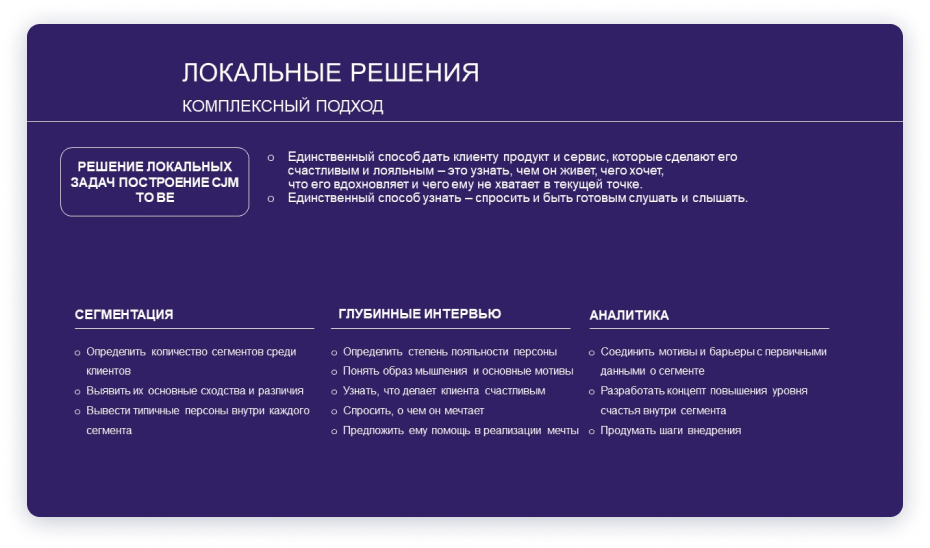 ЛОКАЛЬНЫЕ РЕШЕНИЯ
КОМПЛЕКСНЫЙ ПОДХОД
РЕШЕНИЕ ЛОКАЛЬНЫХ
ЗАДАЧ ПОСТРОЕНИЕ CJM
TO BE
о Единственный способ дать клиенту продукт и сервис, которые сделают его
счастливым и лояльным – это узнать, чем он живет, чего хочет,
что его вдохновляет и чего ему не хватает в текущей точке.
о Единственный способ узнать – спросить и быть готовым слушать и слышать.
СЕГМЕНТАЦИЯ
о Определить количество сегментов среди
клиентов
о Выявить их основные сходства и различия
о Вывести типичные персоны внутри каждого
сегмента
ГЛУБИННЫЕ ИНТЕРВЬЮ
о Определить степень лояльности персоны
о Понять образ мышления и основные мотивы
о Узнать, что делает клиента счастливым
о Спросить, о чем он мечтает
о Предложить ему помощь в реализации мечты
АНАЛИТИКА
о Соединить мотивы и барьеры с первичными
данными о сегменте
о Разработать концепт повышения уровня
счастья внутри сегмента
о Продумать шаги внедрения